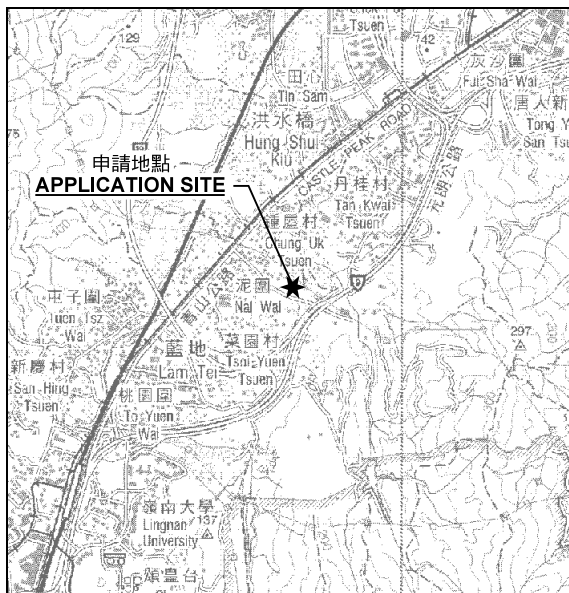 129
Tsuen
742
灰沙圍
Fui Sha Wai
田心
Tin Sam
唐人新
Tong Y
San Tsu
洪水橋
Hung Shui
Kiu
CASTLE PEAK ROAD
申請地點
APPLICATION SITE
丹桂村
Tan Kwai
Tsuen
元朗公路
鍾屋村
Chung Uk
Tsuen
泥圍
Nai Wai
青山公路
屯子圍
Tuen Tsz
Wai
297
藍地
Lam Tei
菜園村
Tsoi Yuen
Tsuen
新慶村
San Hing
Tsuen
桃園圍
To Yuen
Wai
嶺南大學
Lingnan
University
137